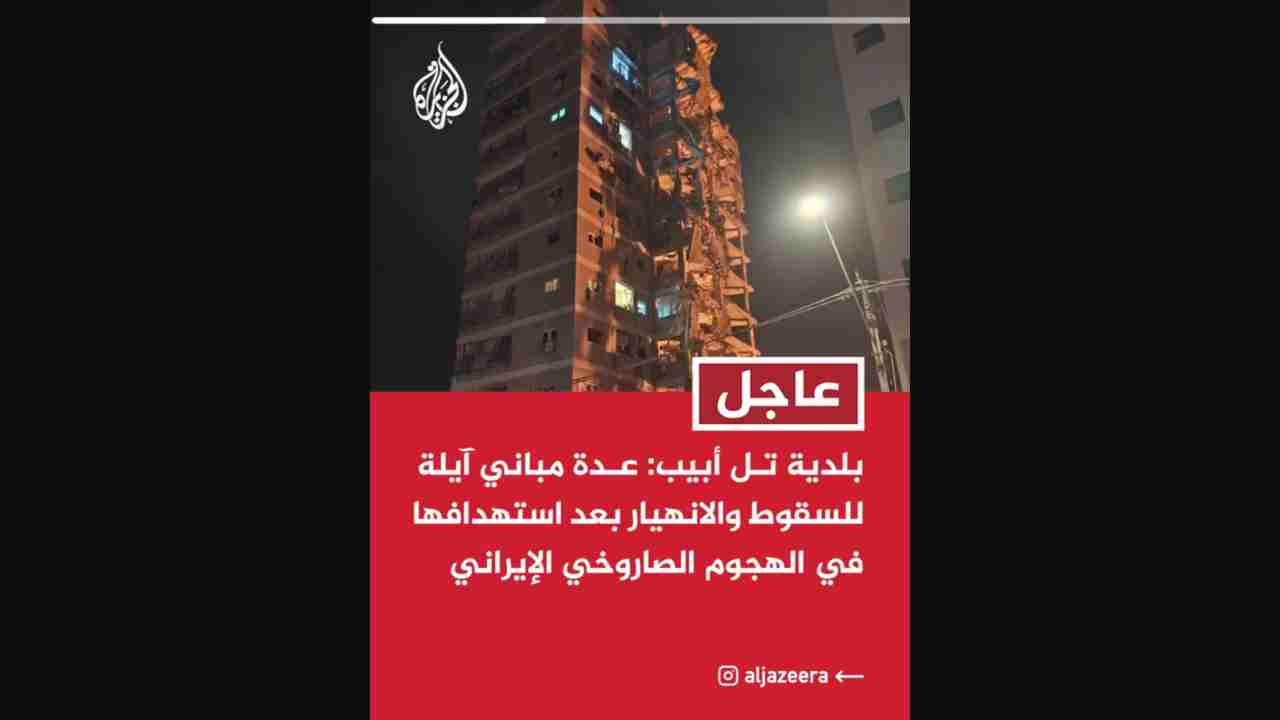 الجزيرة
عاجل
بلدية تل أبيب: عدة مباني آيلة
للسقوط والانهيار بعد استهدافها
في الهجوم الصاروخي الإيراني
aljazeera